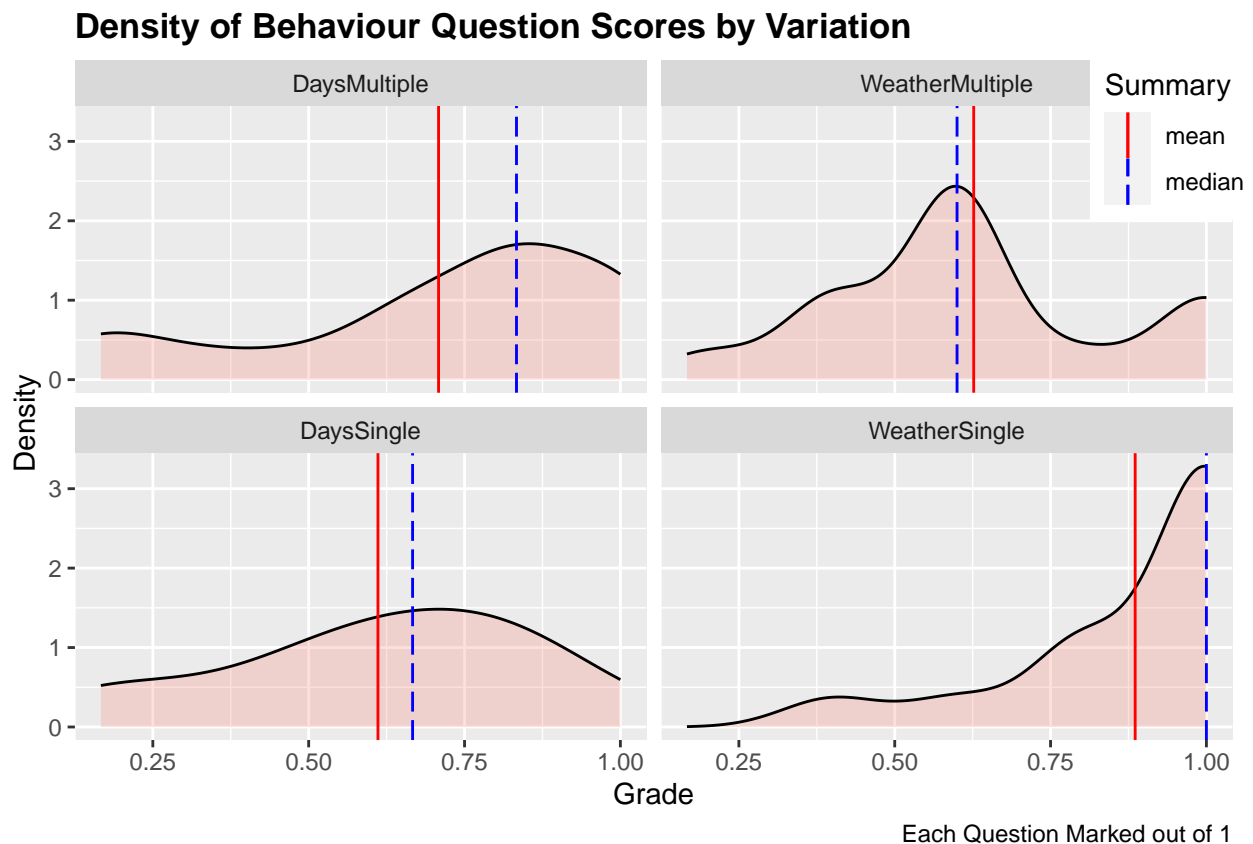 Density of Behaviour Question Scores by Variation
DaysMultiple
WeatherMultiple
Summary
mean
median
3
2
1
0
Density
DaysSingle
WeatherSingle
3
2
1
0
0.25 0.50 0.75 1.00
0.25 0.50 0.75 1.00
Grade
Each Question Marked out of 1